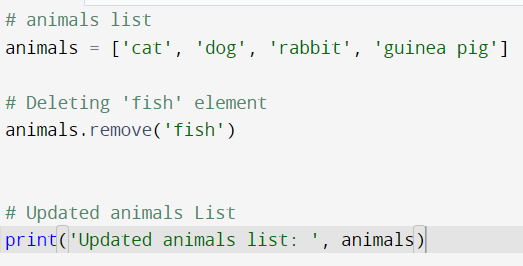 # animals list
animals = ['cat', 'dog', 'rabbit', 'guinea pig']
# Deleting 'fish' element
animals.remove('fish')
# Updated animals List
print('Updated animals list: ', animals)